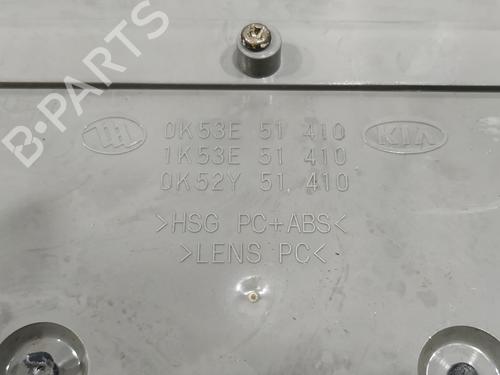 B-PARTS
0K53E 51 410
KIA
1K53E 51 410
0K52Y 51 410
>HSG PC+ABS<
>LENS PC<